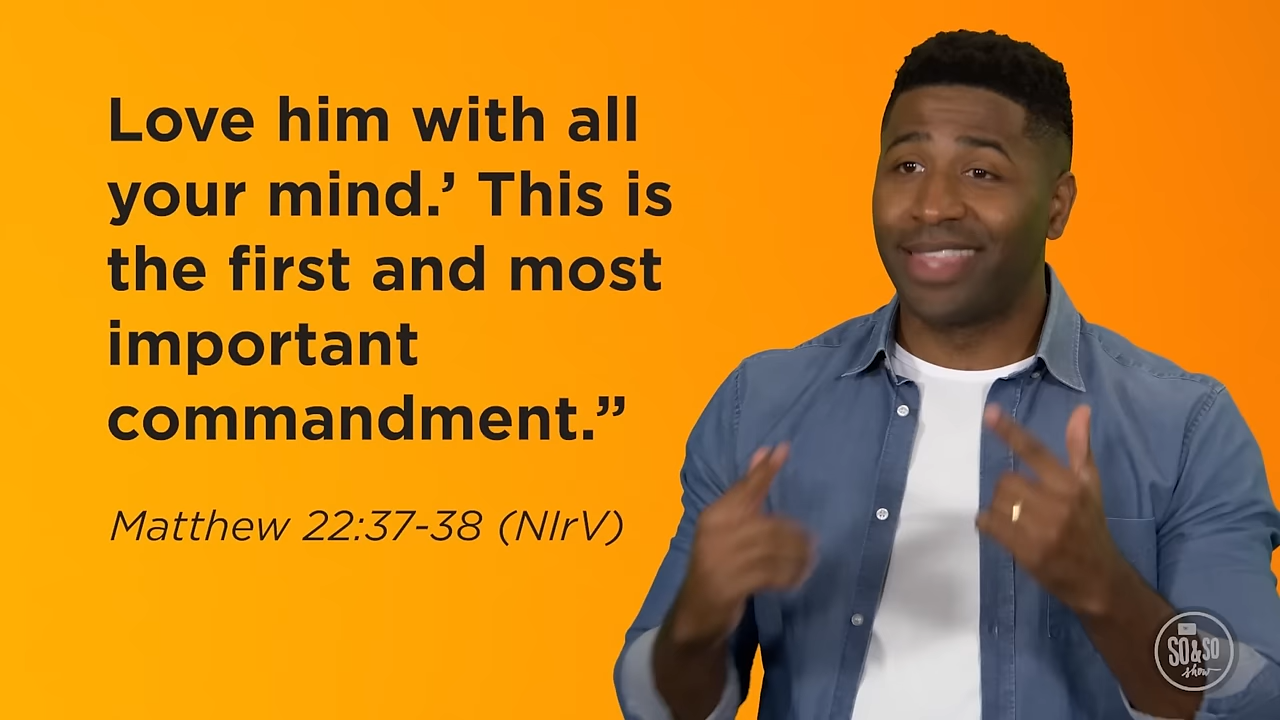 Love him with all
your mind.’ This is
the first and most
important
commandment.”
Matthew 22:37-38 (NIrV)
SO & SO
show